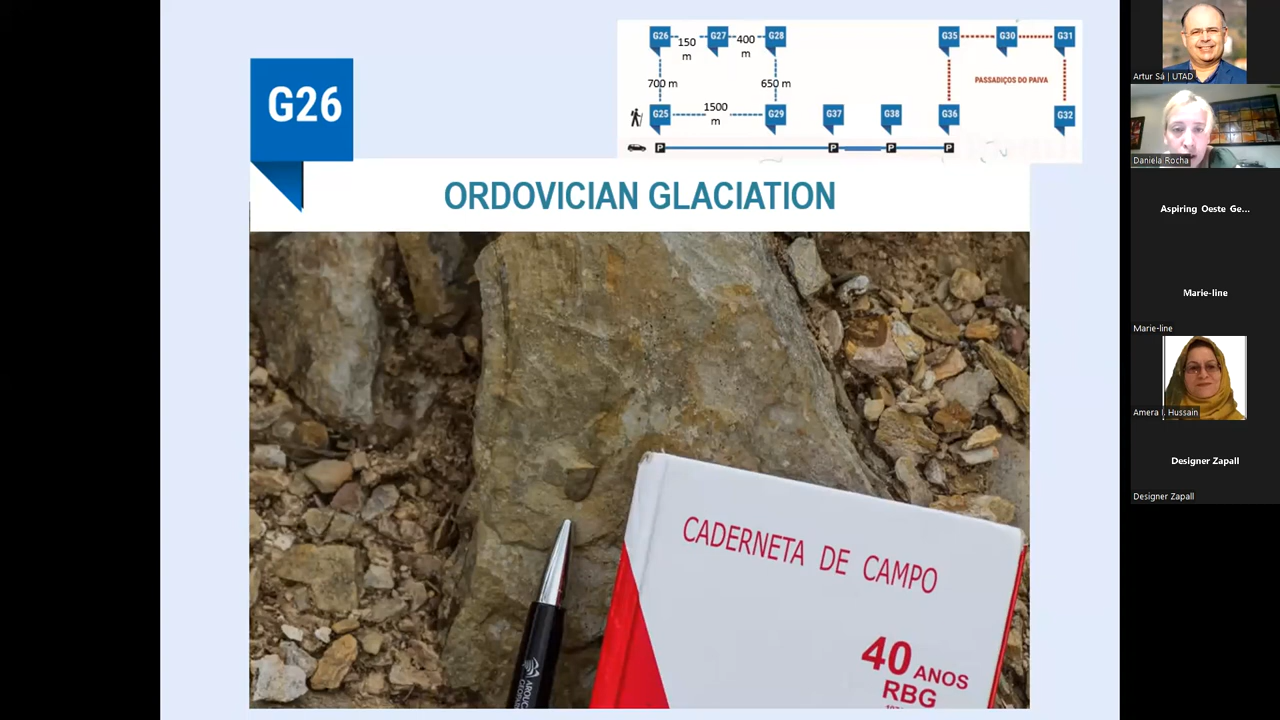 G26 G27 G28 G35 G30 G31
150 m
400 m
700 m
650 m
PASSADIÇOS DO PAIVA
G25 1500 m G29 G37 G38 G36 G32
P P P P
G26
ORDOVICIAN GLACIATION
CADERNETA DE CAMPO
40 ANOS
RBG
Artur Sá | UTAD
Daniela Rocha
Aspiring Oeste Ge...
Marie-line
Marie-line
Amera I. Hussain
Designer Zapall
Designer Zapall